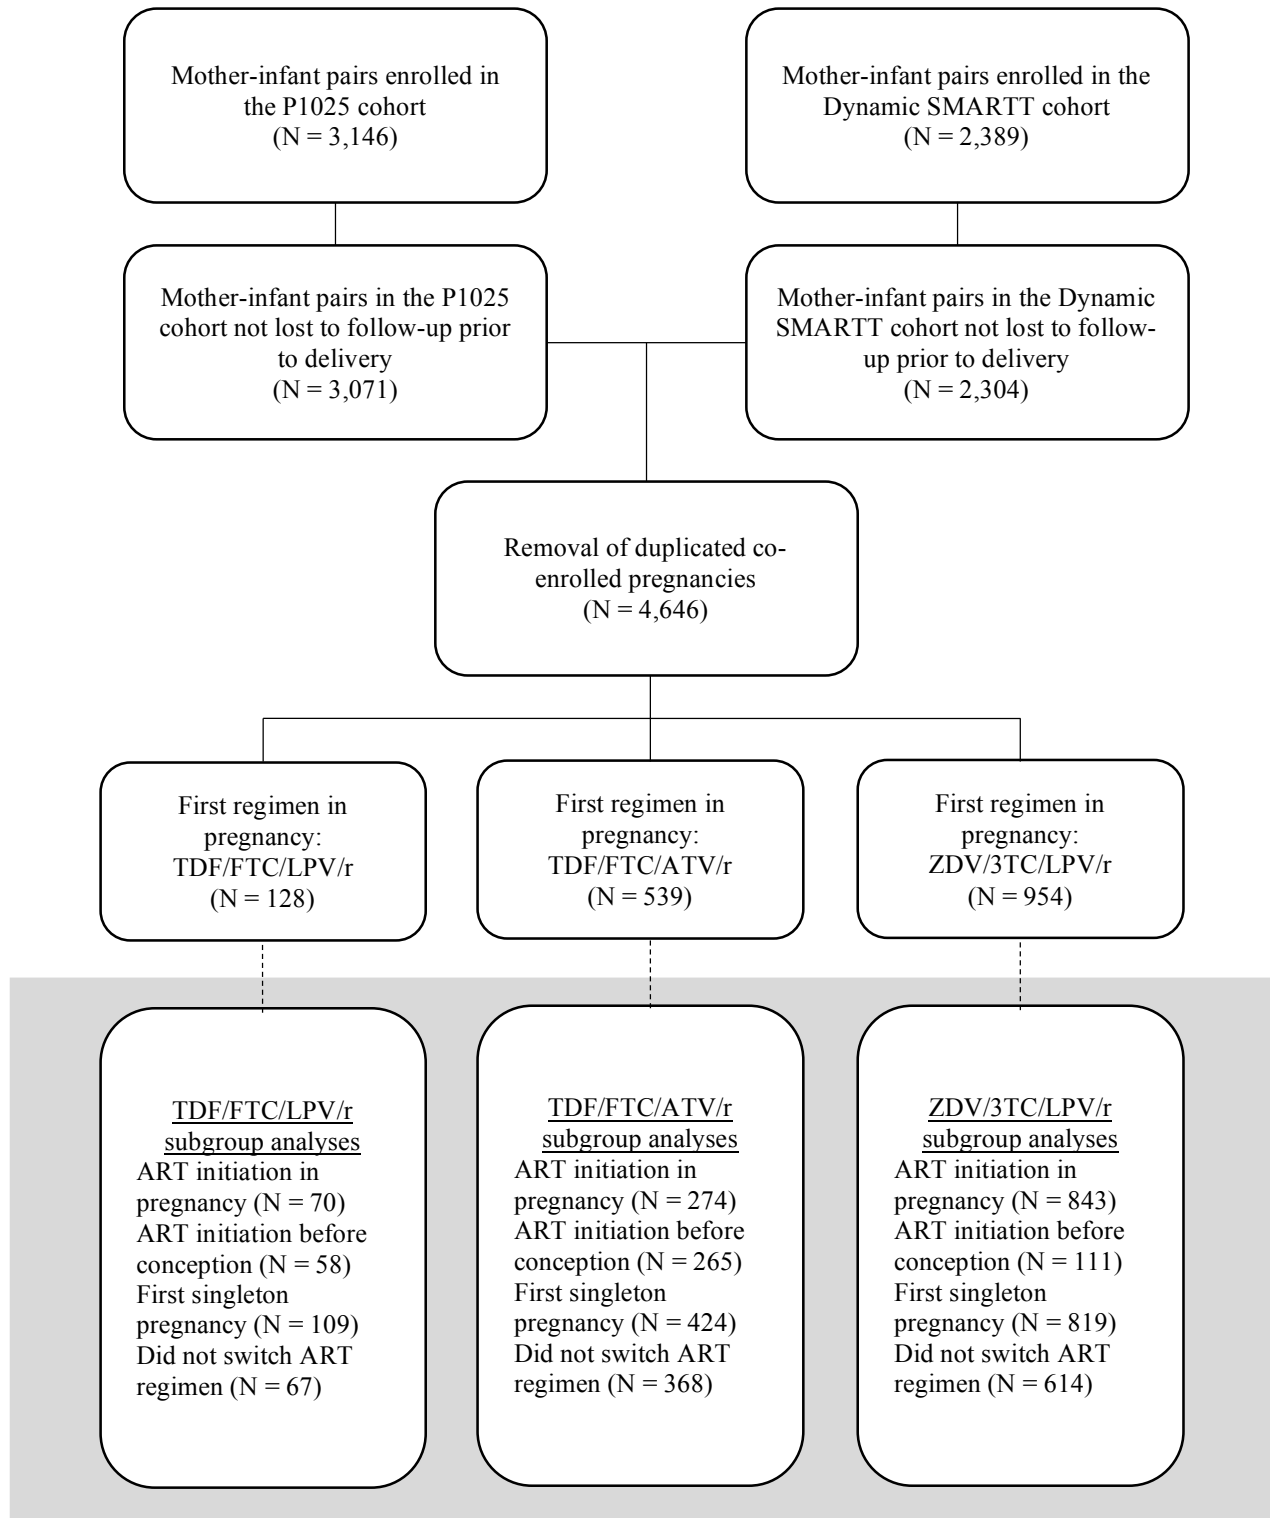 Mother-infant pairs enrolled in
the P1025 cohort
(N = 3,146)
Mother-infant pairs enrolled in the
Dynamic SMARTT cohort
(N = 2,389)
Mother-infant pairs in the P1025
cohort not lost to follow-up prior
to delivery
(N = 3,071)
Mother-infant pairs in the Dynamic
SMARTT cohort not lost to follow-
up prior to delivery
(N = 2,304)
Removal of duplicated co-
enrolled pregnancies
(N = 4,646)
First regimen in
pregnancy:
TDF/FTC/LPV/r
(N = 128)
First regimen in
pregnancy:
TDF/FTC/ATV/r
(N = 539)
First regimen in
pregnancy:
ZDV/3TC/LPV/r
(N = 954)
TDF/FTC/LPV/r
subgroup analyses
ART initiation in
pregnancy (N = 70)
ART initiation before
conception (N = 58)
First singleton
pregnancy (N = 109)
Did not switch ART
regimen (N = 67)
TDF/FTC/ATV/r
subgroup analyses
ART initiation in
pregnancy (N = 274)
ART initiation before
conception (N = 265)
First singleton
pregnancy (N = 424)
Did not switch ART
regimen (N = 368)
ZDV/3TC/LPV/r
subgroup analyses
ART initiation in
pregnancy (N = 843)
ART initiation before
conception (N = 111)
First singleton
pregnancy (N = 819)
Did not switch ART
regimen (N = 614)